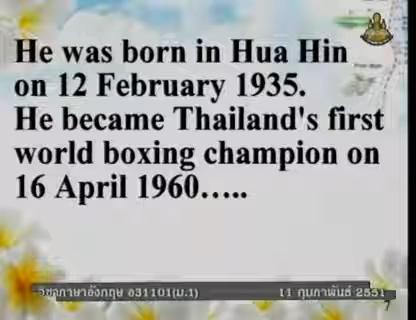 He was born in Hua Hin
on 12 February 1935.
He became Thailand's first
world boxing champion on
16 April 1960.....
วิชาภาษาอังกฤษ อ31101(ม.1)
11 กุมภาพันธ์ 2551
7